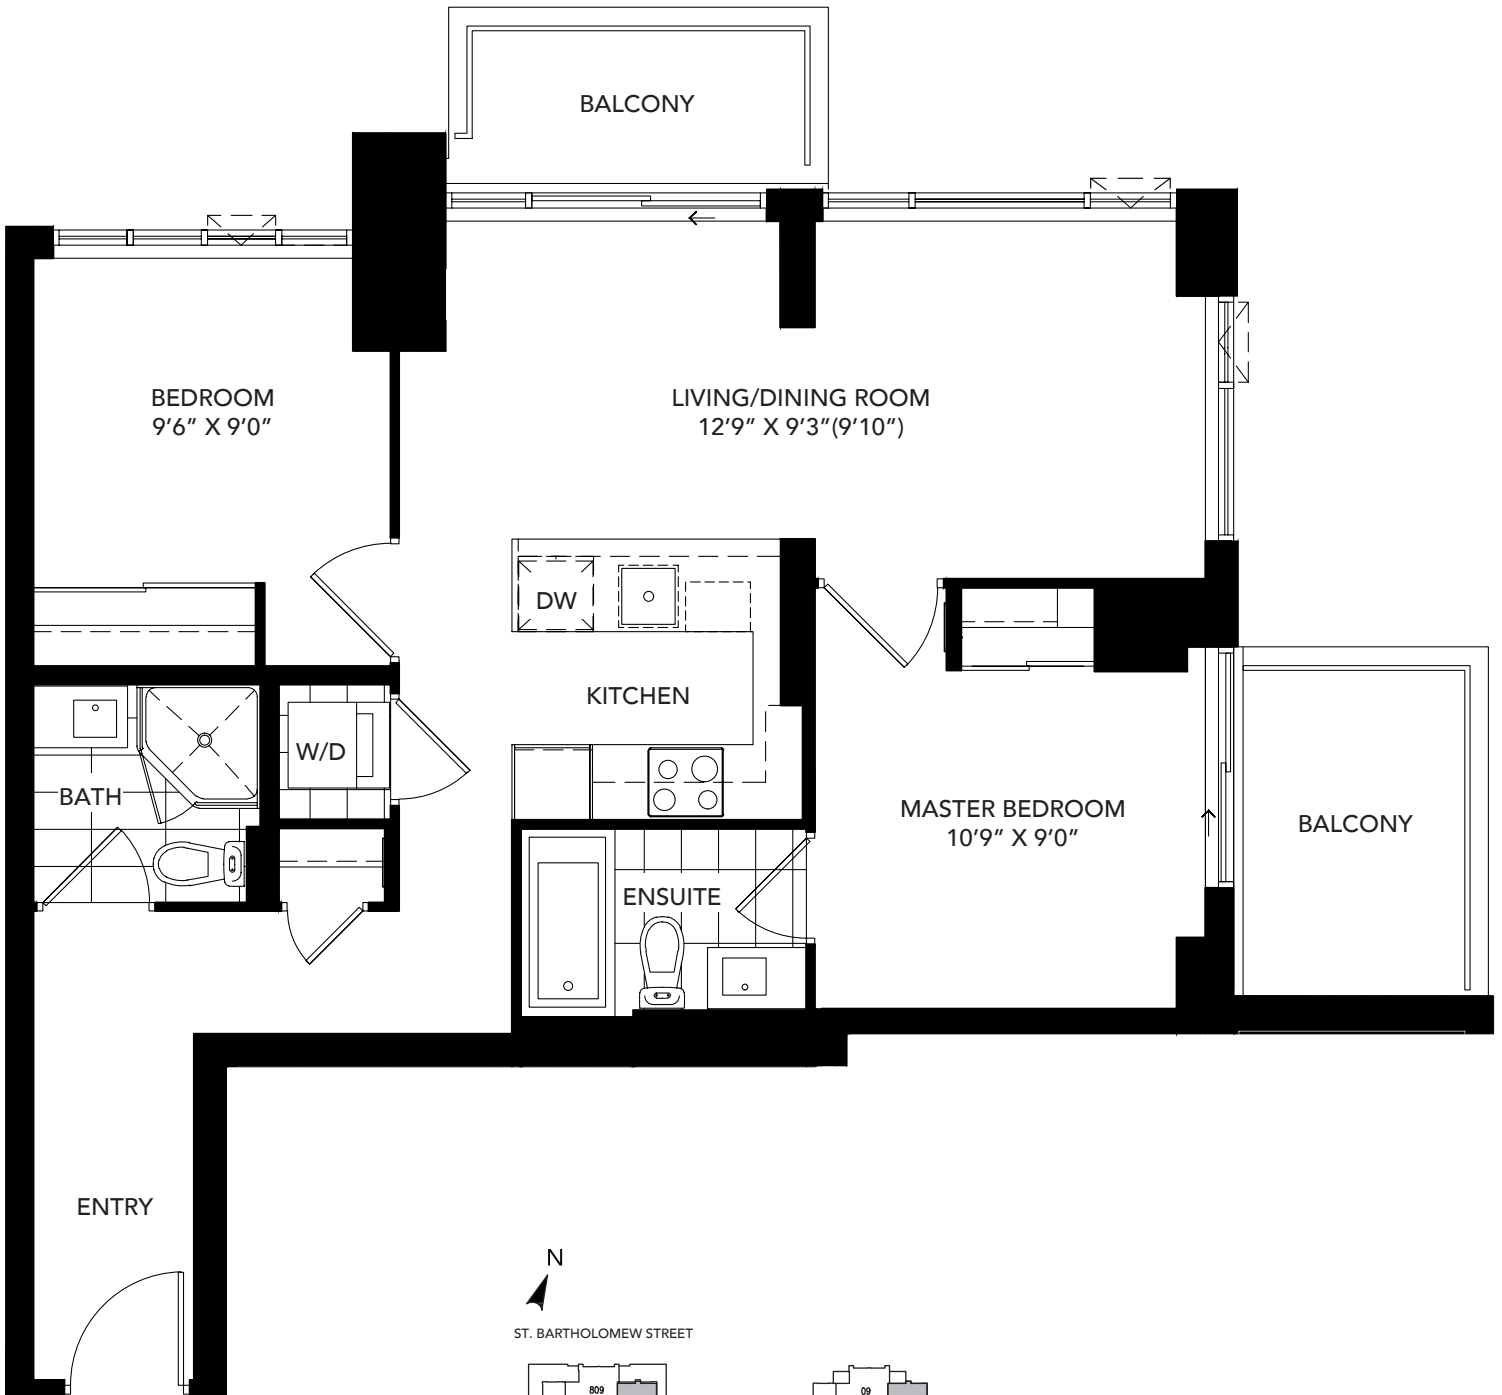 BALCONY
BEDROOM
9'6" X 9'0"
LIVING/DINING ROOM
12'9" X 9'3"(9'10")
DW
KITCHEN
W/D
BATH
MASTER BEDROOM
10'9" X 9'0"
BALCONY
ENSUITE
ENTRY
N
ST. BARTHOLOMEW STREET
809
09